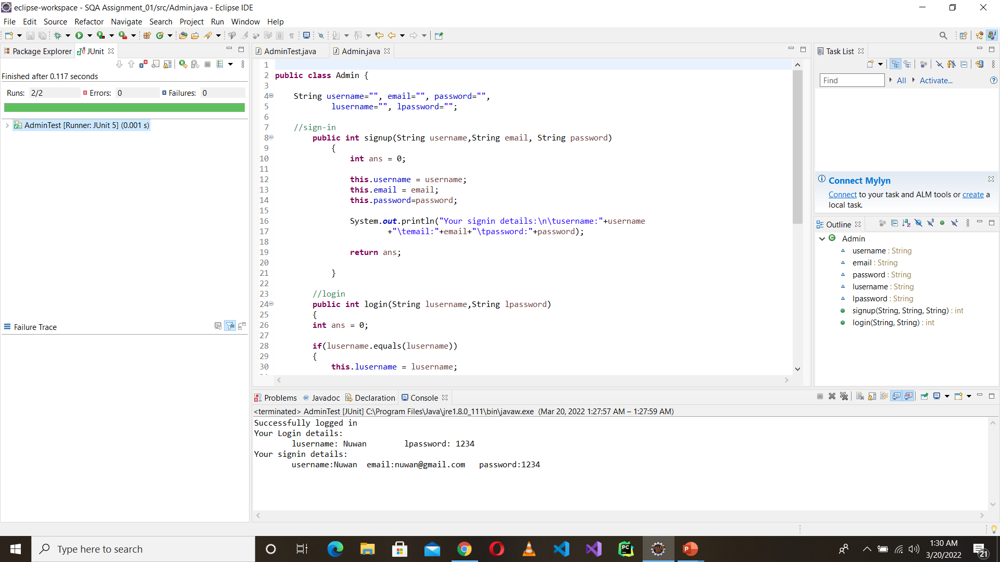 eclipse-workspace - SQA Assignment_01/src/Admin.java - Eclipse IDE
File Edit Source Refactor Navigate Search Project Run Window Help
Package Explorer JUnit
Finished after 0.117 seconds
Runs: 2/2 Errors: 0 Failures: 0
AdminTest [Runner: JUnit 5] (0.001 s)
Failure Trace
AdminTest.java Admin.java
1
2 public class Admin {
3
4 String username="", email="", password="",
5 lusername="", lpassword="";
6
7 //sign-in
8 public int signup(String username,String email, String password)
9 {
10 int ans = 0;
11
12 this.username = username;
13 this.email = email;
14 this.password=password;
15
16 System.out.println("Your signin details:\n\tusername:"+username
17 +"\temail:"+email+"\tpassword:"+password);
18
19 return ans;
20
21 }
22
23 //login
24 public int login(String lusername,String lpassword)
25 {
26 int ans = 0;
27
28 if(lusername.equals(lusername))
29 {
30 this.lusername = lusername;
Task List
Find All Activate...
Connect Mylyn
Connect to your task and ALM tools or create a
local task.
Outline
Admin
username : String
email : String
password : String
lusername : String
lpassword : String
signup(String, String, String) : int
login(String, String) : int
Problems Javadoc Declaration Console
<terminated> AdminTest [JUnit] C:\Program Files\Java\jre1.8.0_111\bin\javaw.exe (Mar 20, 2022 1:27:57 AM – 1:27:59 AM)
Successfully logged in
Your Login details:
lusername: Nuwan lpassword: 1234
Your signin details:
username:Nuwan email:nuwan@gmail.com password:1234
Type here to search
1:30 AM
3/20/2022
21